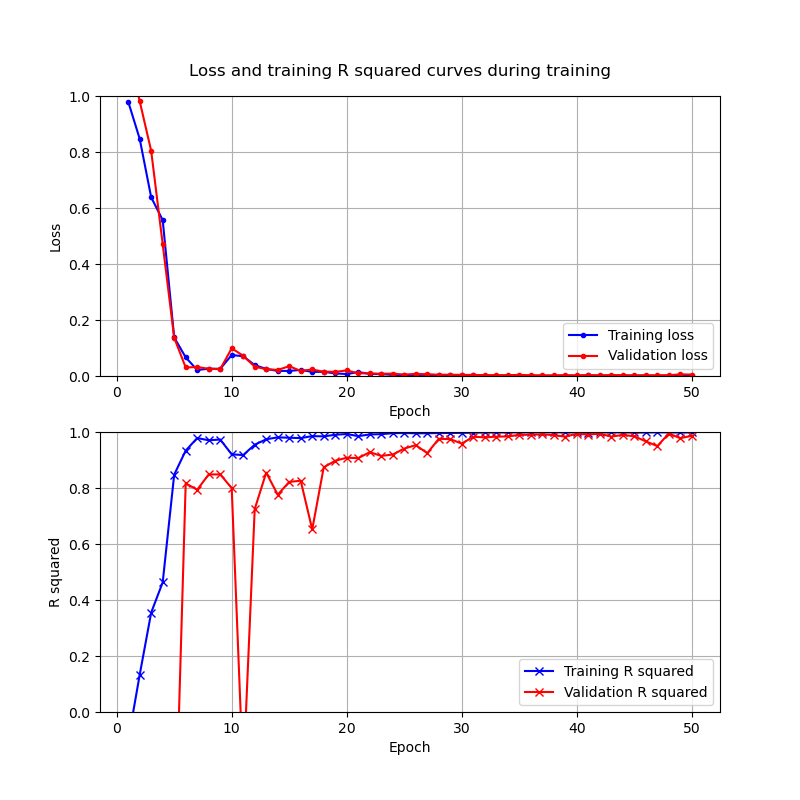 Loss and training R squared curves during training
1.0
0.8
0.6
0.4
0.2
0.0
Loss
0
10
20
30
40
50
Epoch
Training loss
Validation loss
1.0
0.8
0.6
0.4
0.2
0.0
R squared
0
10
20
30
40
50
Epoch
Training R squared
Validation R squared